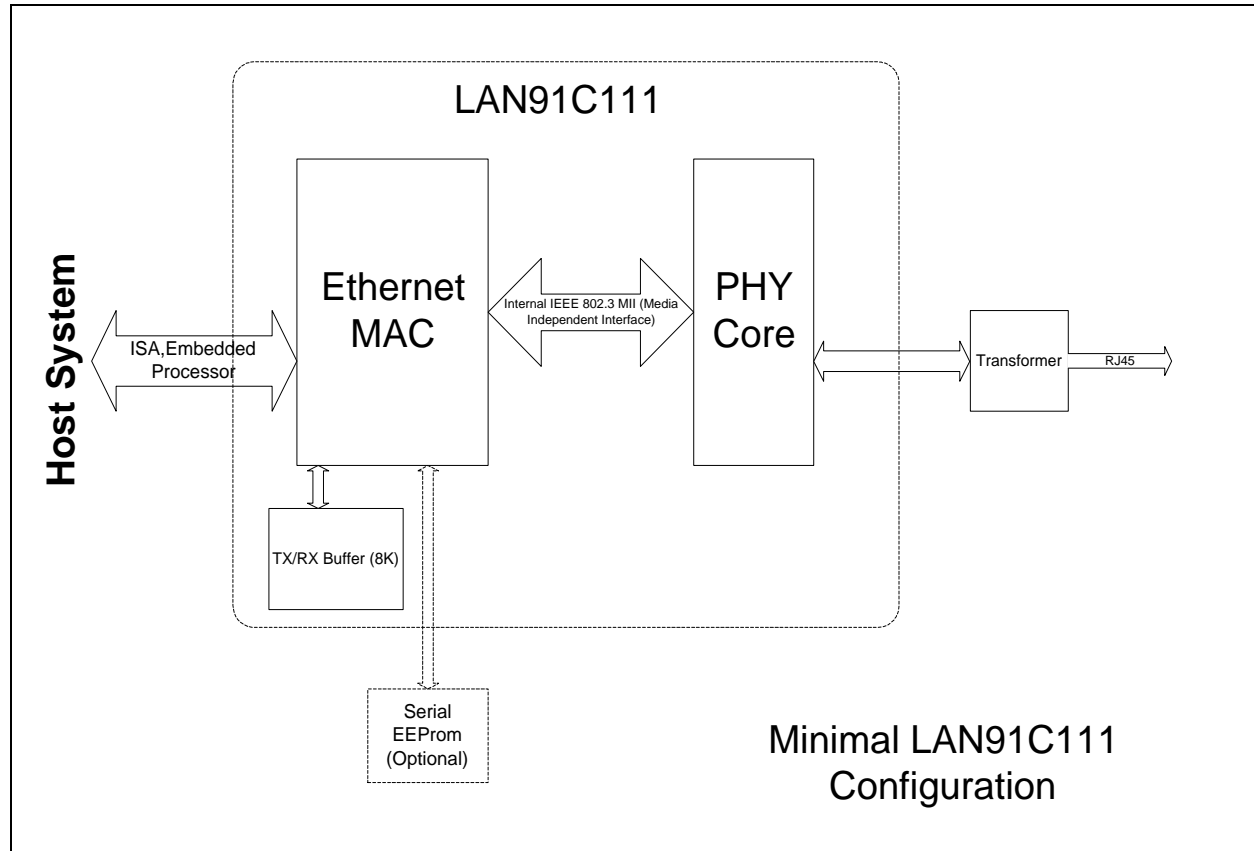 LAN91C111
Host System
ISA,Embedded
Processor
Ethernet
MAC
Internal IEEE 802.3 MII (Media
Independent Interface)
PHY
Core
Transformer
RJ45
TX/RX Buffer (8K)
Serial
EEProm
(Optional)
Minimal LAN91C111
Configuration